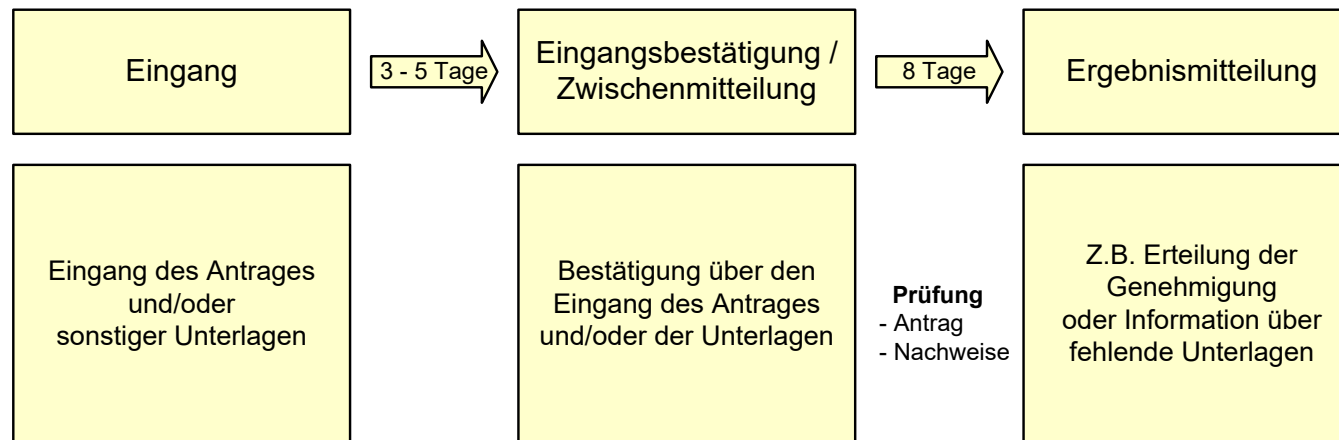 Eingang
3 - 5 Tage
Eingangsbestätigung /
Zwischenmitteilung
8 Tage
Ergebnismitteilung
Eingang des Antrages
und/oder
sonstiger Unterlagen
Bestätigung über den
Eingang des Antrages
und/oder der Unterlagen
Prüfung
- Antrag
- Nachweise
Z.B. Erteilung der
Genehmigung
oder Information über
fehlende Unterlagen